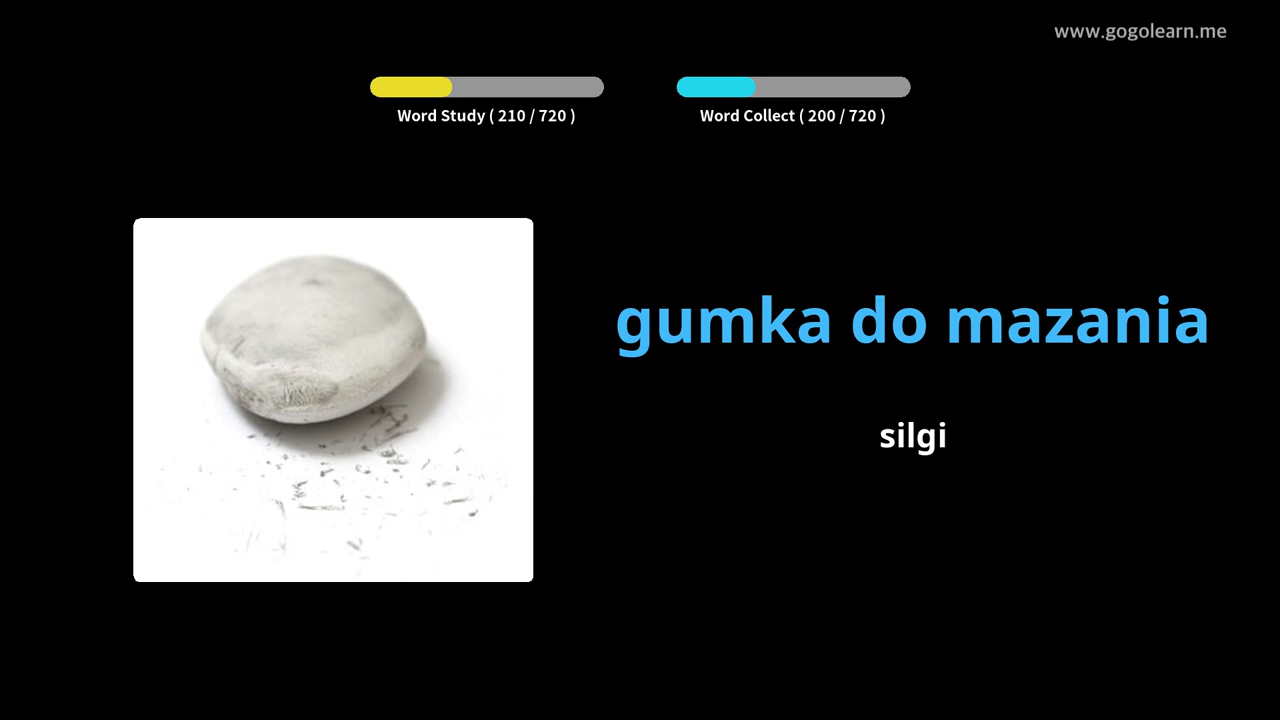 www.gogolearn.me
Word Study ( 210 / 720 )
Word Collect ( 200 / 720 )
gumka do mazania
silgi